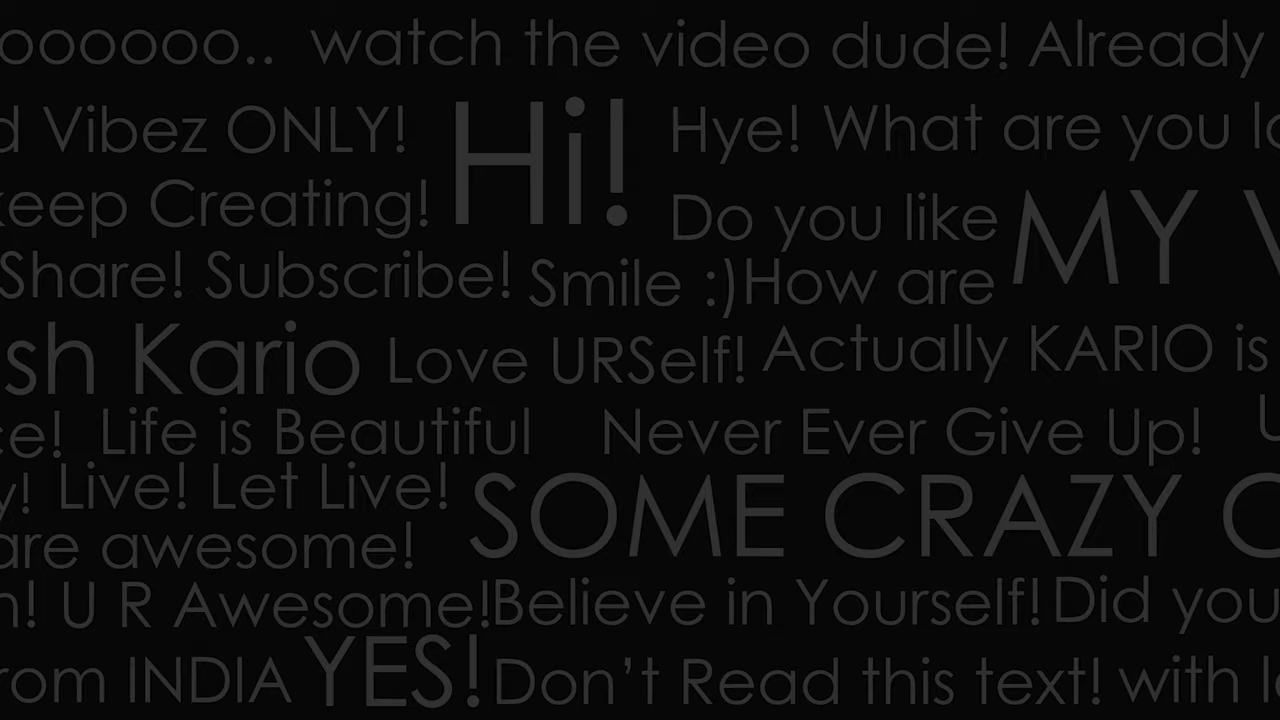 oooooo.. watch the video dude! Already
d Vibez ONLY! Hi! Hye! What are you lo
keep Creating! Do you like MY V
Share! Subscribe! Smile :) How are
sh Kario Love URSelf! Actually KARIO is
ce! Life is Beautiful Never Ever Give Up! U
y! Live! Let Live! SOME CRAZY
are awesome!
n! U R Awesome! Believe in Yourself! Did you
rom INDIA YES! Don't Read this text! with lo